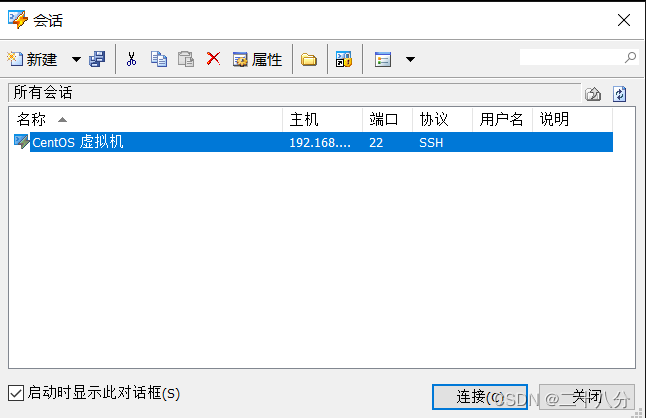 会话
新建 属性
所有会话
名称 主机 端口 协议 用户名 说明
CentOS 虚拟机 192.168.... 22 SSH
启动时显示此对话框(S)
连接(C) 关闭
CSDN @二十八分